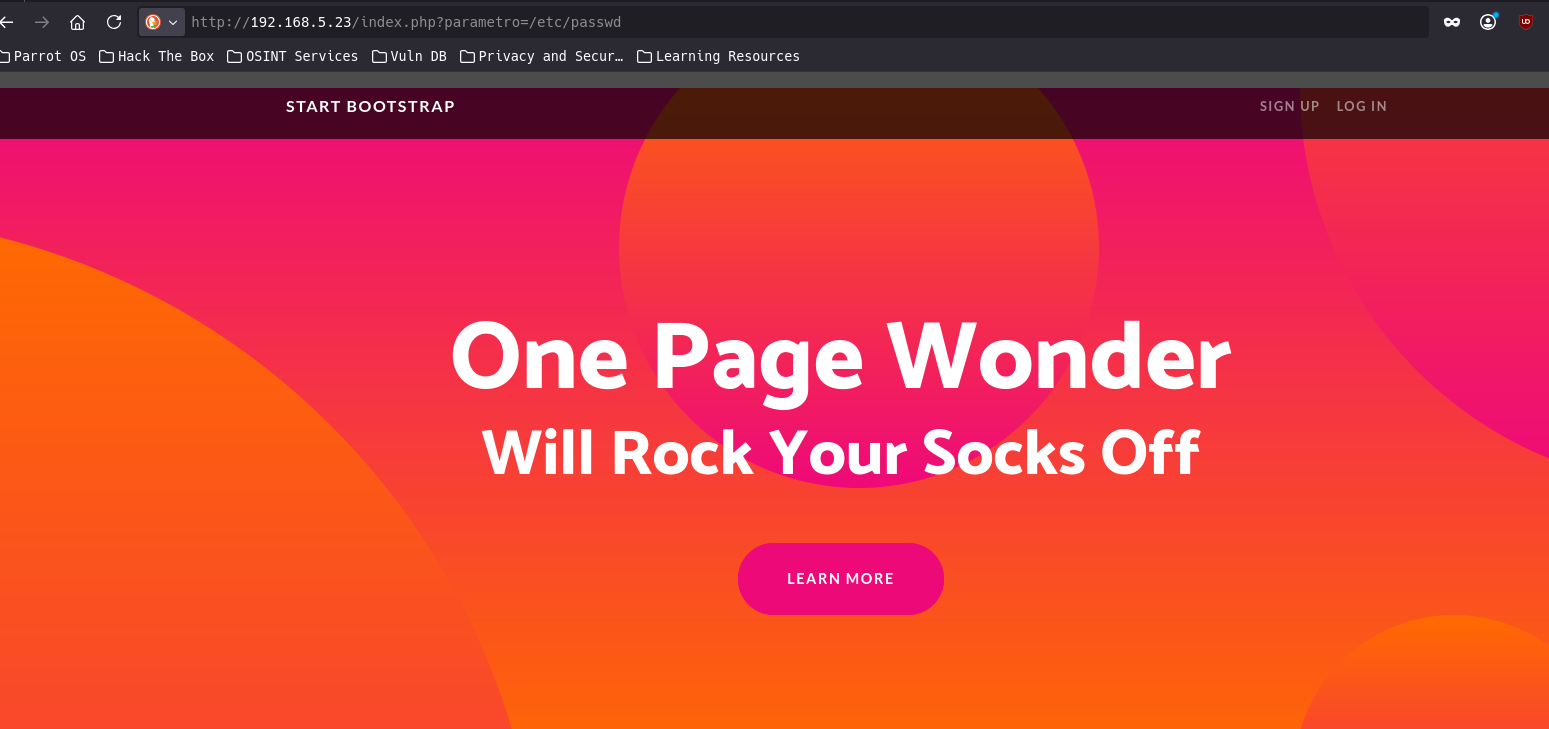 http://192.168.5.23/index.php?parametro=/etc/passwd
Parrot OS Hack The Box OSINT Services Vuln DB Privacy and Secur… Learning Resources
START BOOTSTRAP SIGN UP LOG IN
One Page Wonder
Will Rock Your Socks Off
LEARN MORE